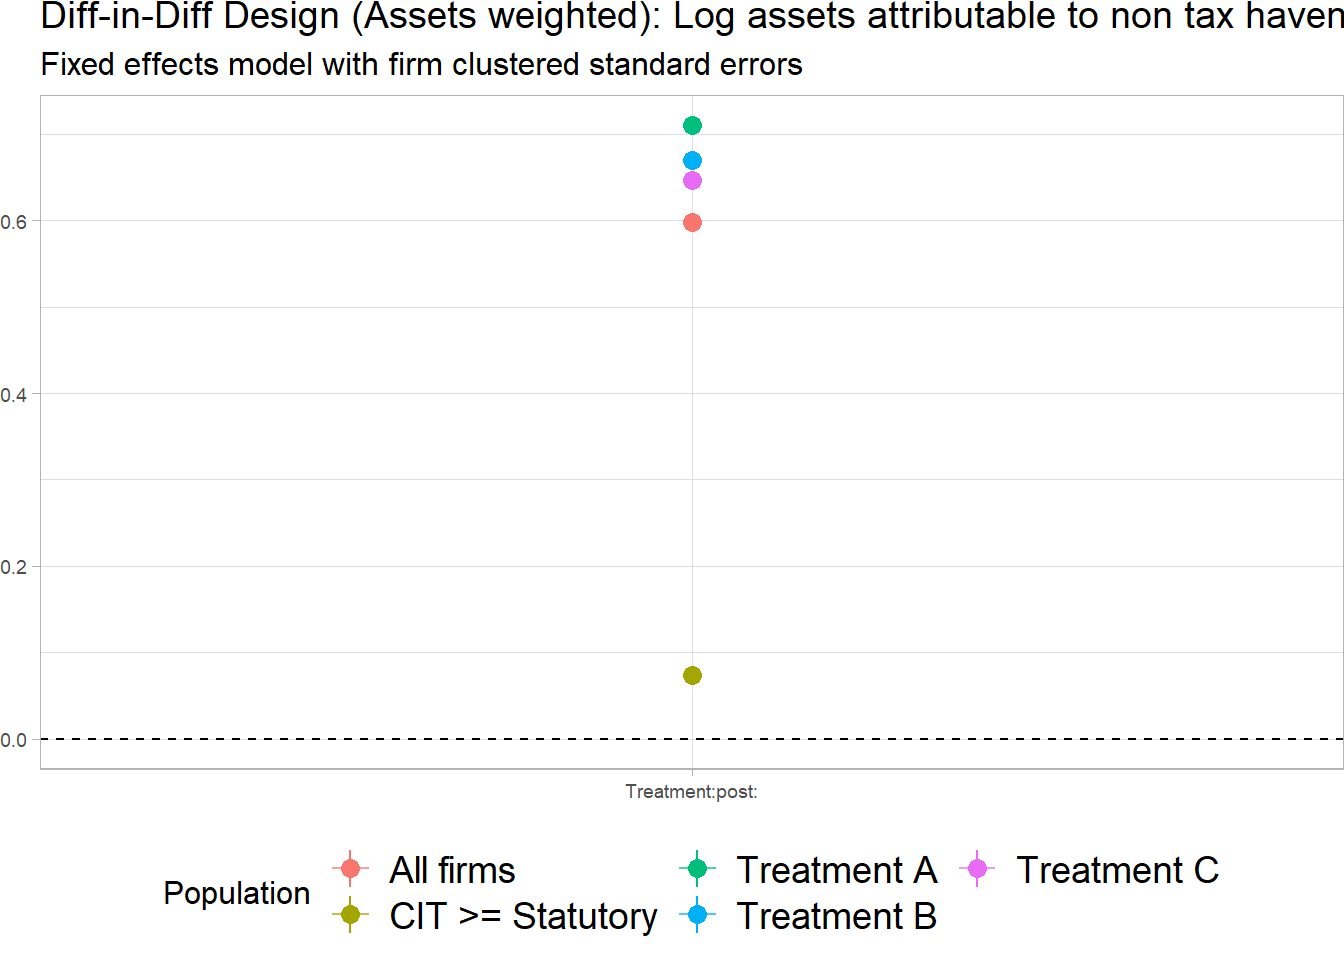 Diff-in-Diff Design (Assets weighted): Log assets attributable to non tax haven
Fixed effects model with firm clustered standard errors
0.6
0.4
0.2
0.0
Treatment:post:
Population
All firms
CIT >= Statutory
Treatment A
Treatment B
Treatment C